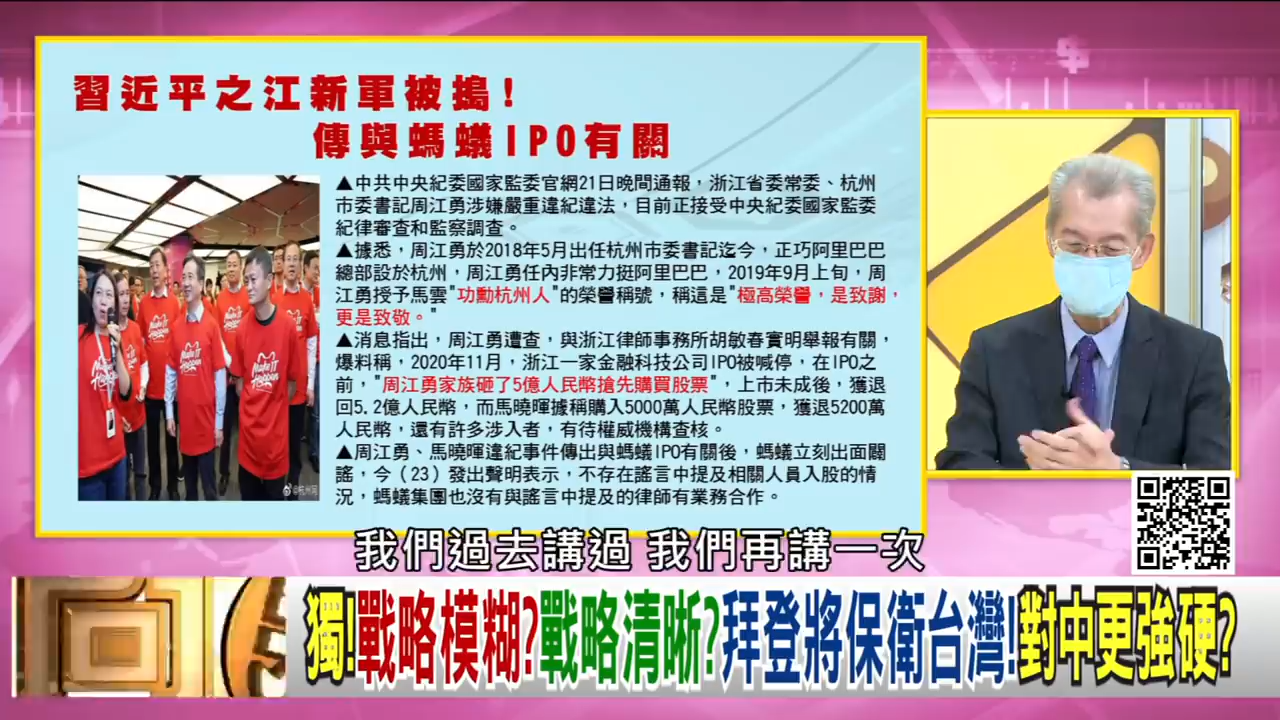 習近平之江新軍被搗！
傳與螞蟻IPO有關
▲中共中央紀委國家監委官網21日晚間通報，浙江省委常委、杭州
市委書記周江勇涉嫌嚴重違紀違法，目前正接受中央紀委國家監委
紀律審查和監察調查。
▲據悉，周江勇於2018年5月出任杭州市委書記迄今，正巧阿里巴巴
總部設於杭州，周江勇任內非常力挺阿里巴巴，2019年9月上旬，周
江勇授予馬雲"功勳杭州人"的榮譽稱號，稱這是"極高榮譽，是致謝，
更是致敬。"
▲消息指出，周江勇遭查，與浙江律師事務所胡敏春實明舉報有關，
爆料稱，2020年11月，浙江一家金融科技公司IPO被喊停，在IPO之
前，"周江勇家族砸了5億人民幣搶先購買股票"，上市未成後，獲退
回5.2億人民幣，而馬曉暉據稱購入5000萬人民幣股票，獲退5200萬
人民幣，還有許多涉入者，有待權威機構查核。
▲周江勇、馬曉暉違紀事件傳出與螞蟻IPO有關後，螞蟻立刻出面闢
謠，今（23）發出聲明表示，不存在謠言中提及相關人員入股的情
況，螞蟻集團也沒有與謠言中提及的律師有業務合作。
Make IT
Happen
Make IT
Happen
Make IT
Happen
@杭州网
我們過去講過 我們再講一次
獨!戰略模糊?戰略清晰?拜登將保衛台灣!對中更強硬?